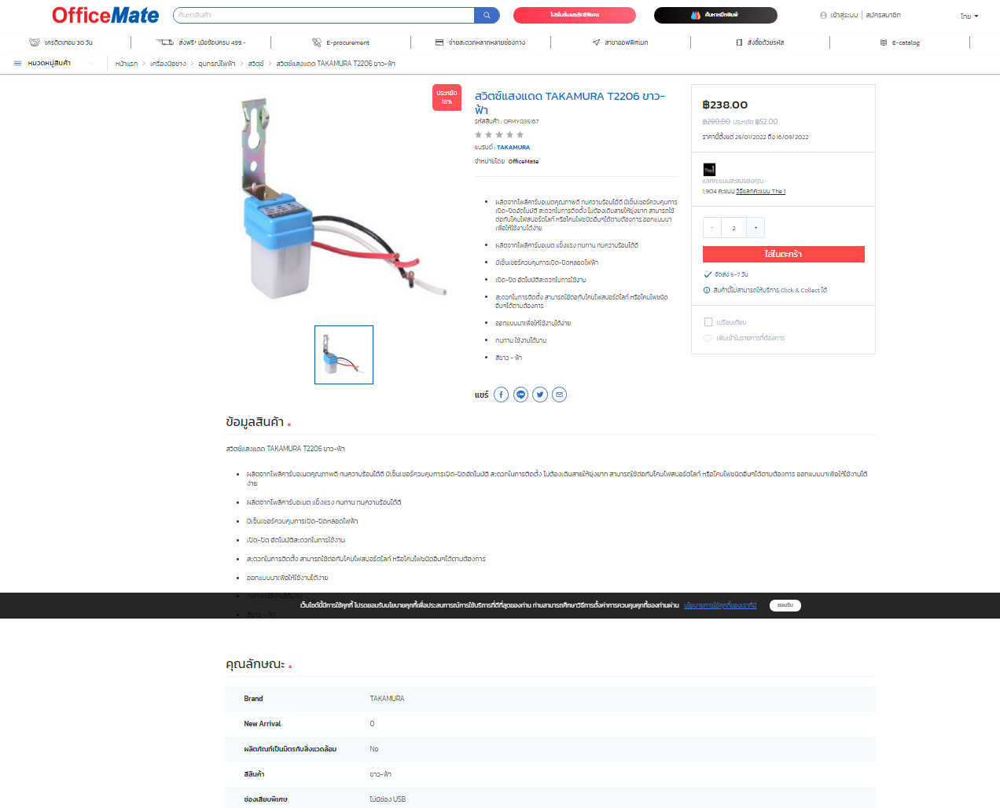 OfficeMate
ค้นหาสินค้า
โปรโมชั่นและสิทธิพิเศษ
ค้นหาหมึกพิมพ์
เข้าสู่ระบบ | สมัครสมาชิก
ไทย
เครดิตเทอม 30 วัน
ส่งฟรี* เมื่อช้อปครบ 499.-
E-procurement
จ่ายสะดวกหลากหลายช่องทาง
สาขาออฟฟิศเมท
สั่งซื้อด้วยรหัส
E-catalog
หมวดหมู่สินค้า
หน้าแรก > เครื่องมือช่าง > อุปกรณ์ไฟฟ้า > สวิตซ์ > สวิตซ์แสงแดด TAKAMURA T2206 ขาว-ฟ้า
ประหยัด
18%
สวิตซ์แสงแดด TAKAMURA T2206 ขาว-
ฟ้า
รหัสสินค้า : OFMY035167
แบรนด์ : TAKAMURA
จำหน่ายโดย OfficeMate
ผลิตจากโพลีคาร์บอเนตคุณภาพดี ทนความร้อนได้ดี มีเซ็นเซอร์ควบคุมการ
เปิด-ปิดอัตโนมัติ สะดวกในการติดตั้ง ไม่ต้องเดินสายให้ยุ่งยาก สามารถใช้
ต่อกับโคมไฟสปอร์ตไลท์ หรือโคมไฟชนิดอื่นๆได้ตามต้องการ ออกแบบมา
เพื่อให้ใช้งานได้ง่าย
ผลิตจากโพลีคาร์บอเนต แข็งแรง ทนทาน ทนความร้อนได้ดี
มีเซ็นเซอร์ควบคุมการเปิด-ปิดหลอดไฟฟ้า
เปิด-ปิด อัตโนมัติสะดวกในการใช้งาน
สะดวกในการติดตั้ง สามารถใช้ต่อกับโคมไฟสปอร์ตไลท์ หรือโคมไฟชนิด
อื่นๆได้ตามต้องการ
ออกแบบมาเพื่อให้ใช้งานได้ง่าย
ทนทาน ใช้งานได้นาน
สีขาว - ฟ้า
แชร์
฿238.00
฿290.00 ประหยัด ฿52.00
ราคานี้ตั้งแต่ 25/01/2022 ถึง 16/09/2022
The1
แลกคะแนนสะสมของคุณ
1,904 คะแนน วิธีแลกคะแนน The 1
- 2 +
ใส่ในตะกร้า
จัดส่ง 5-7 วัน
สินค้านี้ไม่สามารถให้บริการ Click & Collect ได้
เปรียบเทียบ
เพิ่มเข้าในรายการที่ต้องการ
ข้อมูลสินค้า
สวิตซ์แสงแดด TAKAMURA T2206 ขาว-ฟ้า
ผลิตจากโพลีคาร์บอเนตคุณภาพดี ทนความร้อนได้ดี มีเซ็นเซอร์ควบคุมการเปิด-ปิดอัตโนมัติ สะดวกในการติดตั้ง ไม่ต้องเดินสายให้ยุ่งยาก สามารถใช้ต่อกับโคมไฟสปอร์ตไลท์ หรือโคมไฟชนิดอื่นๆได้ตามต้องการ ออกแบบมาเพื่อให้ใช้งานได้
ง่าย
ผลิตจากโพลีคาร์บอเนต แข็งแรง ทนทาน ทนความร้อนได้ดี
มีเซ็นเซอร์ควบคุมการเปิด-ปิดหลอดไฟฟ้า
เปิด-ปิด อัตโนมัติสะดวกในการใช้งาน
สะดวกในการติดตั้ง สามารถใช้ต่อกับโคมไฟสปอร์ตไลท์ หรือโคมไฟชนิดอื่นๆได้ตามต้องการ
ออกแบบมาเพื่อให้ใช้งานได้ง่าย
ทนทาน ใช้งานได้นาน
เว็บไซต์นี้มีการใช้คุกกี้ โปรดยอมรับนโยบายคุกกี้เพื่อประสบการณ์การใช้บริการที่ดีที่สุดของท่าน ท่านสามารถศึกษาวิธีการตั้งค่าการควบคุมคุกกี้ของท่านผ่าน นโยบายการใช้คุกกี้ของเราที่นี่ ยอมรับ
สีขาว - ฟ้า
คุณลักษณะ
Brand TAKAMURA
New Arrival 0
ผลิตภัณฑ์เป็นมิตรกับสิ่งแวดล้อม No
สีสินค้า ขาว-ฟ้า
ช่องเสียบพิเศษ ไม่มีช่อง USB